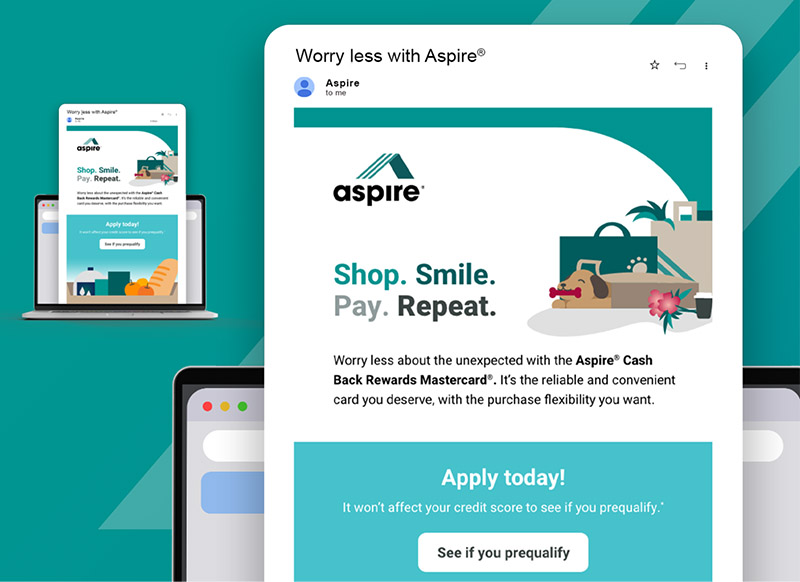 Worry less with Aspire®
Aspire
to me
aspire®
Shop. Smile.
Pay. Repeat.
Worry less about the unexpected with the Aspire® Cash
Back Rewards Mastercard®. It's the reliable and convenient
card you deserve, with the purchase flexibility you want.
Apply today!
It won't affect your credit score to see if you prequalify.*
See if you prequalify
Worry less with Aspire®
aspire
Shop. Smile.
Pay. Repeat.
Worry less about the unexpected with the Aspire® Cash
Back Rewards Mastercard®. It's the reliable and convenient
card you deserve, with the purchase flexibility you want.
Apply today!
It won't affect your credit score to see if you prequalify.*
See if you prequalify